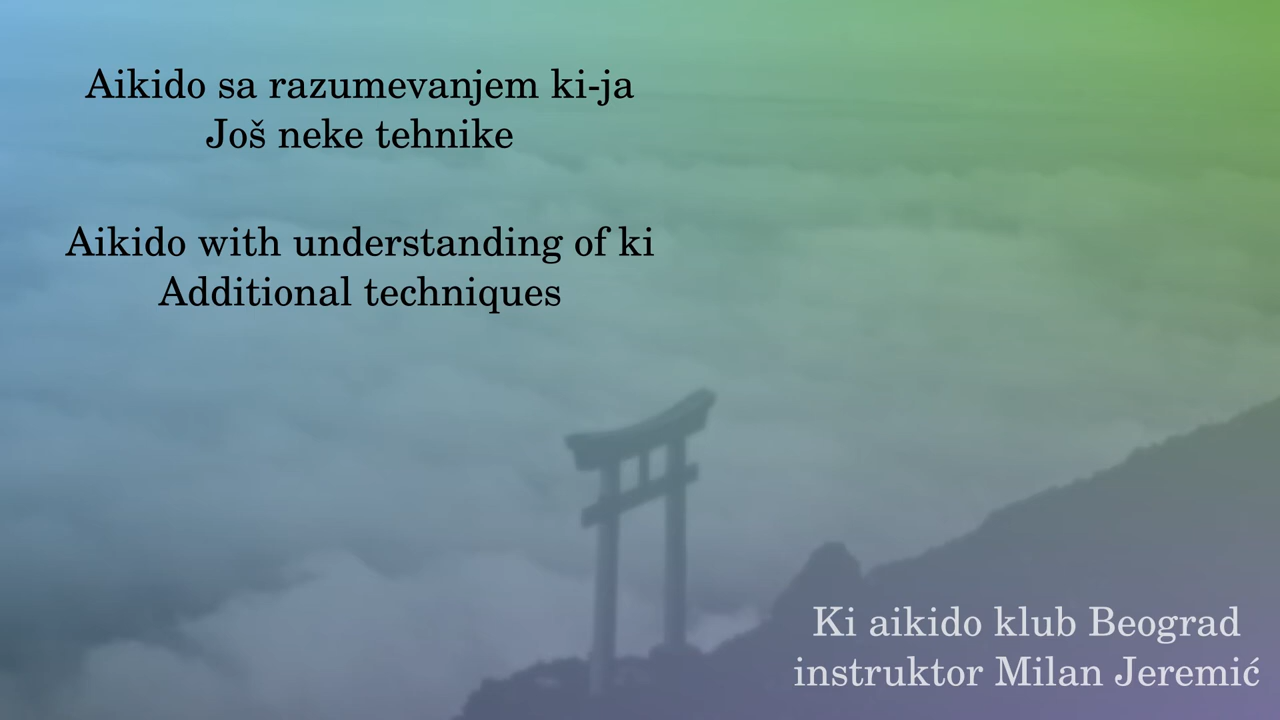 Aikido sa razumevanjem ki-ja
Još neke tehnike
Aikido with understanding of ki
Additional techniques
Ki aikido klub Beograd
instruktor Milan Jeremić